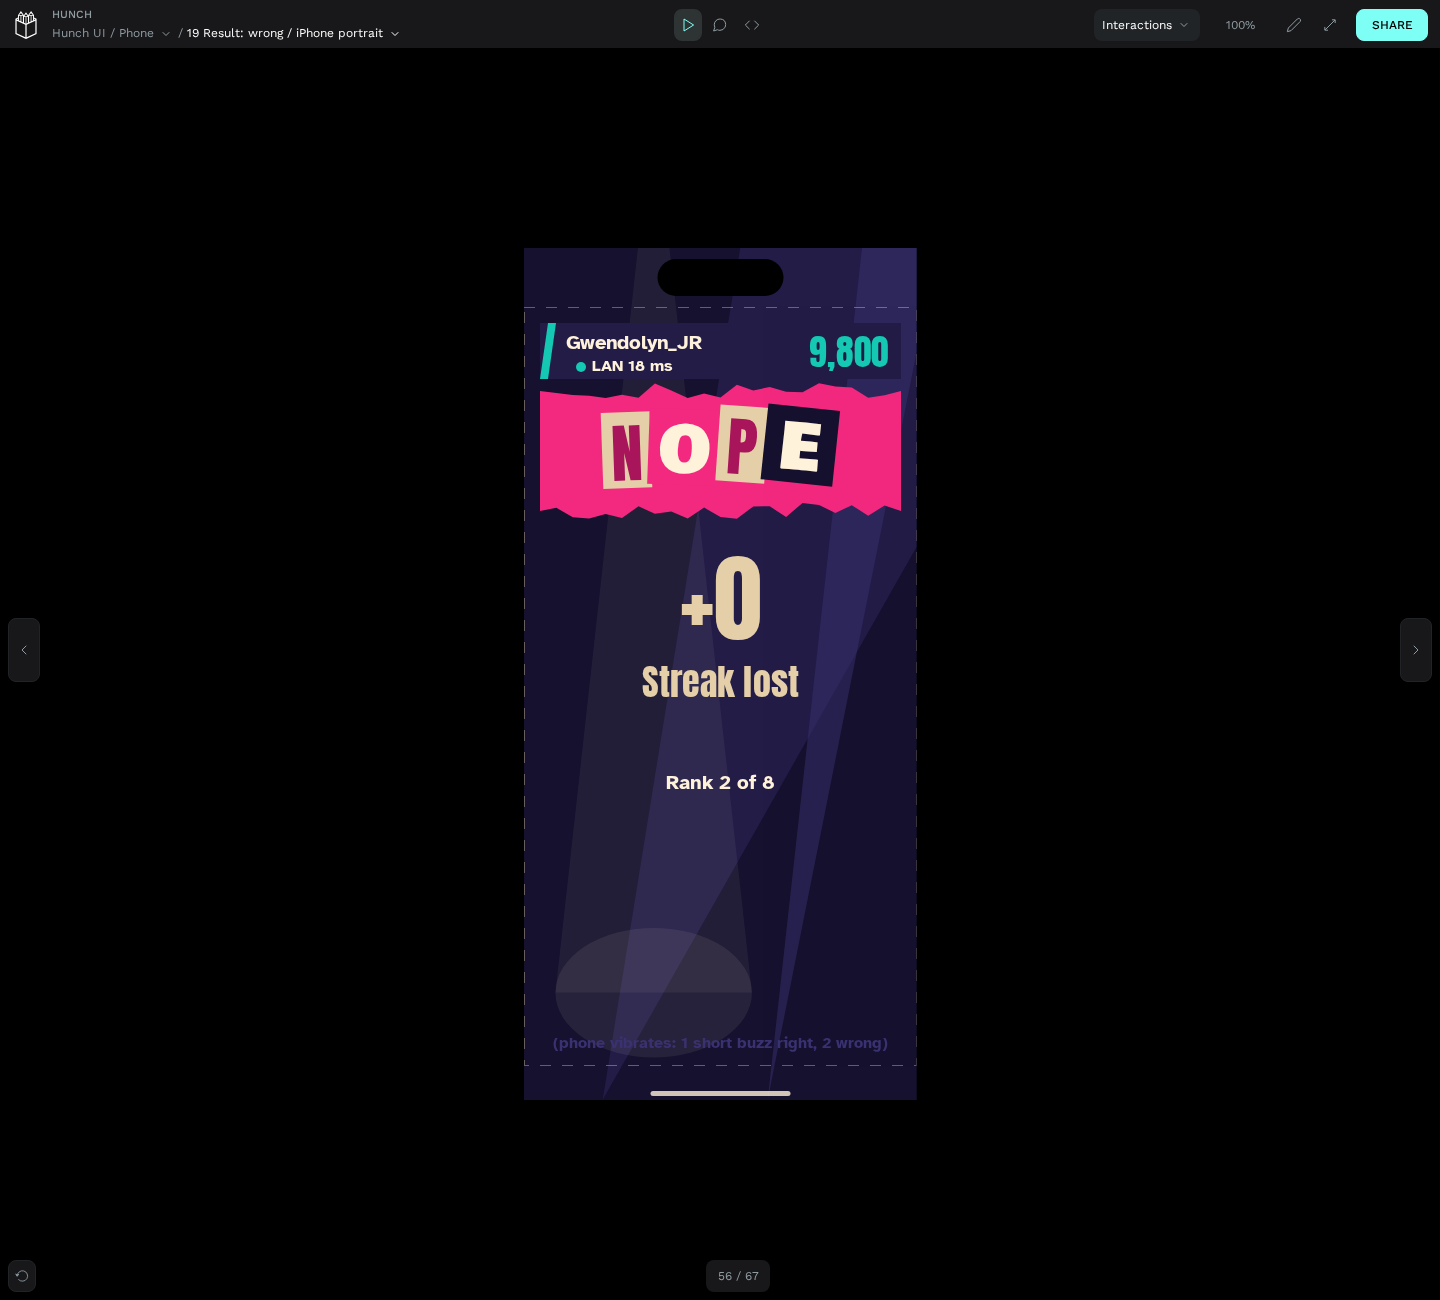 HUNCH
Hunch UI / Phone / 19 Result: wrong / iPhone portrait
Interactions
100%
SHARE
Gwendolyn_JR
9,800
LAN 18 ms
NOPE
+0
Streak lost
Rank 2 of 8
(phone vibrates: 1 short buzz right, 2 wrong)
56 / 67